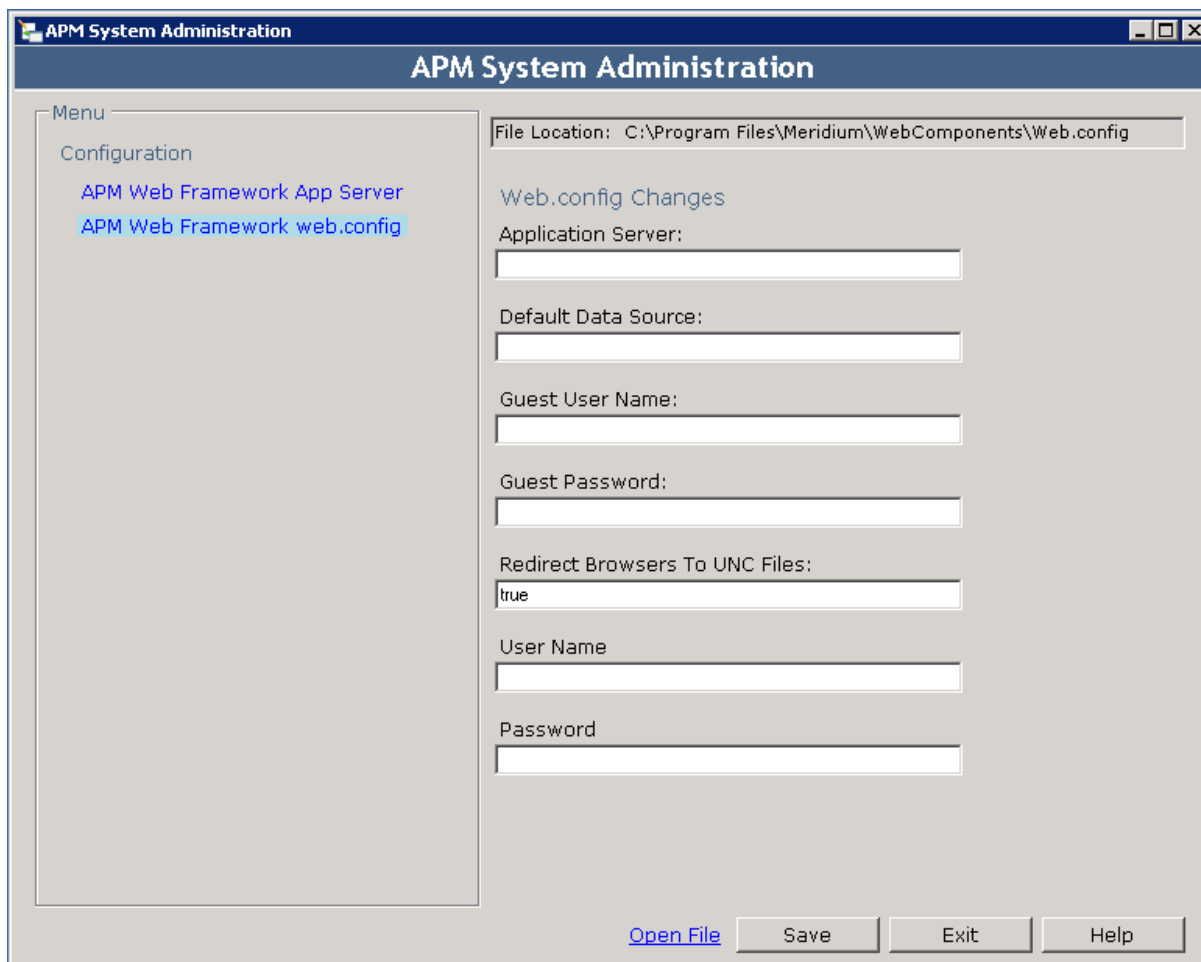 APM System Administration
APM System Administration
Menu
Configuration
APM Web Framework App Server
APM Web Framework web.config
File Location:  C:\Program Files\Meridium\WebComponents\Web.config
Web.config Changes
Application Server:
Default Data Source:
Guest User Name:
Guest Password:
Redirect Browsers To UNC Files:
true
User Name
Password
Open File
Save
Exit
Help